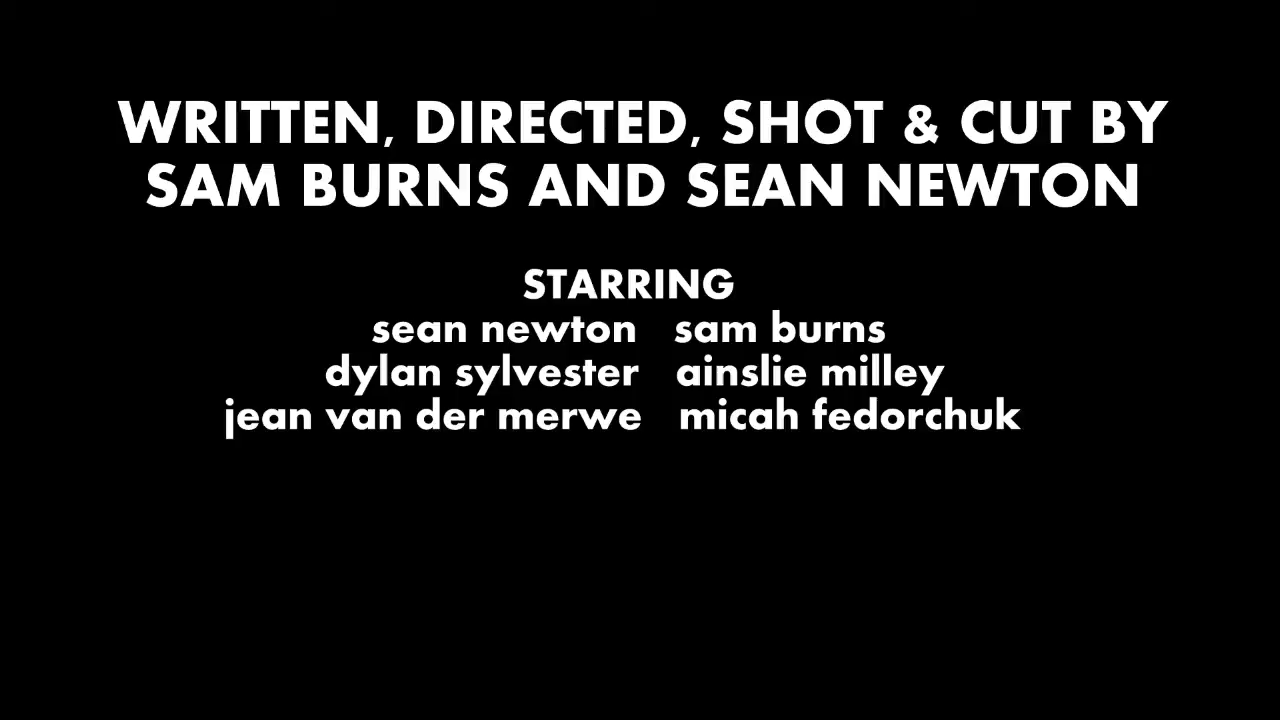 WRITTEN, DIRECTED, SHOT & CUT BY
SAM BURNS AND SEAN NEWTON
STARRING
sean newton sam burns
dylan sylvester ainslie milley
jean van der merwe micah fedorchuk